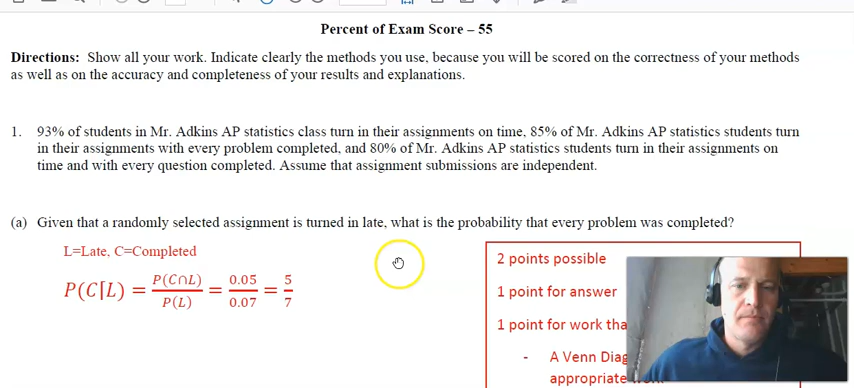 Percent of Exam Score – 55
Directions: Show all your work. Indicate clearly the methods you use, because you will be scored on the correctness of your methods
as well as on the accuracy and completeness of your results and explanations.
1. 93% of students in Mr. Adkins AP statistics class turn in their assignments on time, 85% of Mr. Adkins AP statistics students turn
in their assignments with every problem completed, and 80% of Mr. Adkins AP statistics students turn in their assignments on
time and with every question completed. Assume that assignment submissions are independent.
(a) Given that a randomly selected assignment is turned in late, what is the probability that every problem was completed?
L=Late, C=Completed
P(C⌈L) = P(C∩L)/P(L) = 0.05/0.07 = 5/7
2 points possible
1 point for answer
1 point for work tha
- A Venn Diag
appropriate